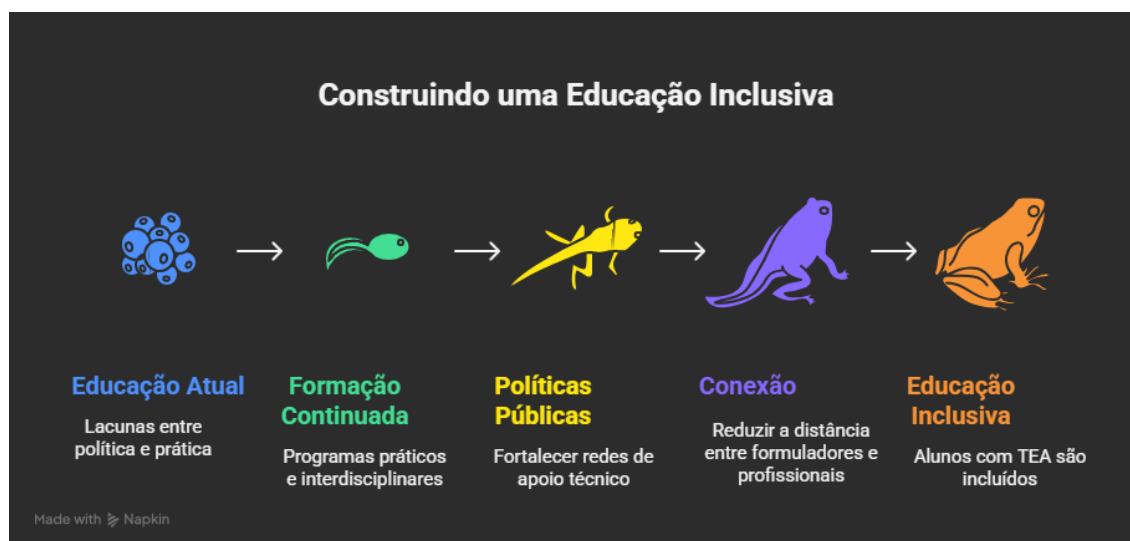 Construindo uma Educação Inclusiva
Educação Atual
Lacunas entre
política e prática
Formação
Continuada
Programas práticos
e interdisciplinares
Políticas
Públicas
Fortalecer redes de
apoio técnico
Conexão
Reduzir a distância
entre formuladores e
profissionais
Educação
Inclusiva
Alunos com TEA são
incluídos
Made with Napkin